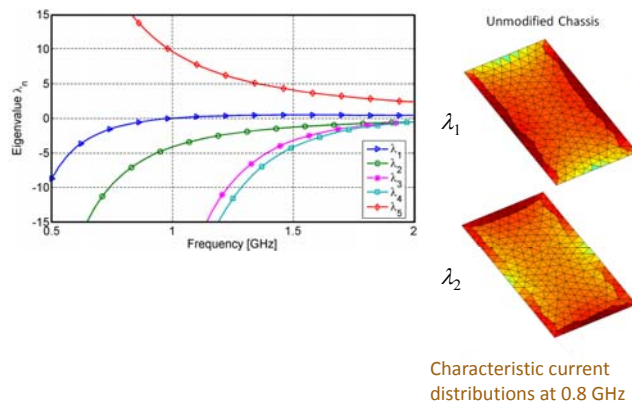 Unmodified Chassis
15
10
5
0
-5
-10
-15
Eigenvalue λn
0.5
1
1.5
2
Frequency [GHz]
λ1
λ2
λ3
λ4
λ5
λ1
λ2
Characteristic current
distributions at 0.8 GHz